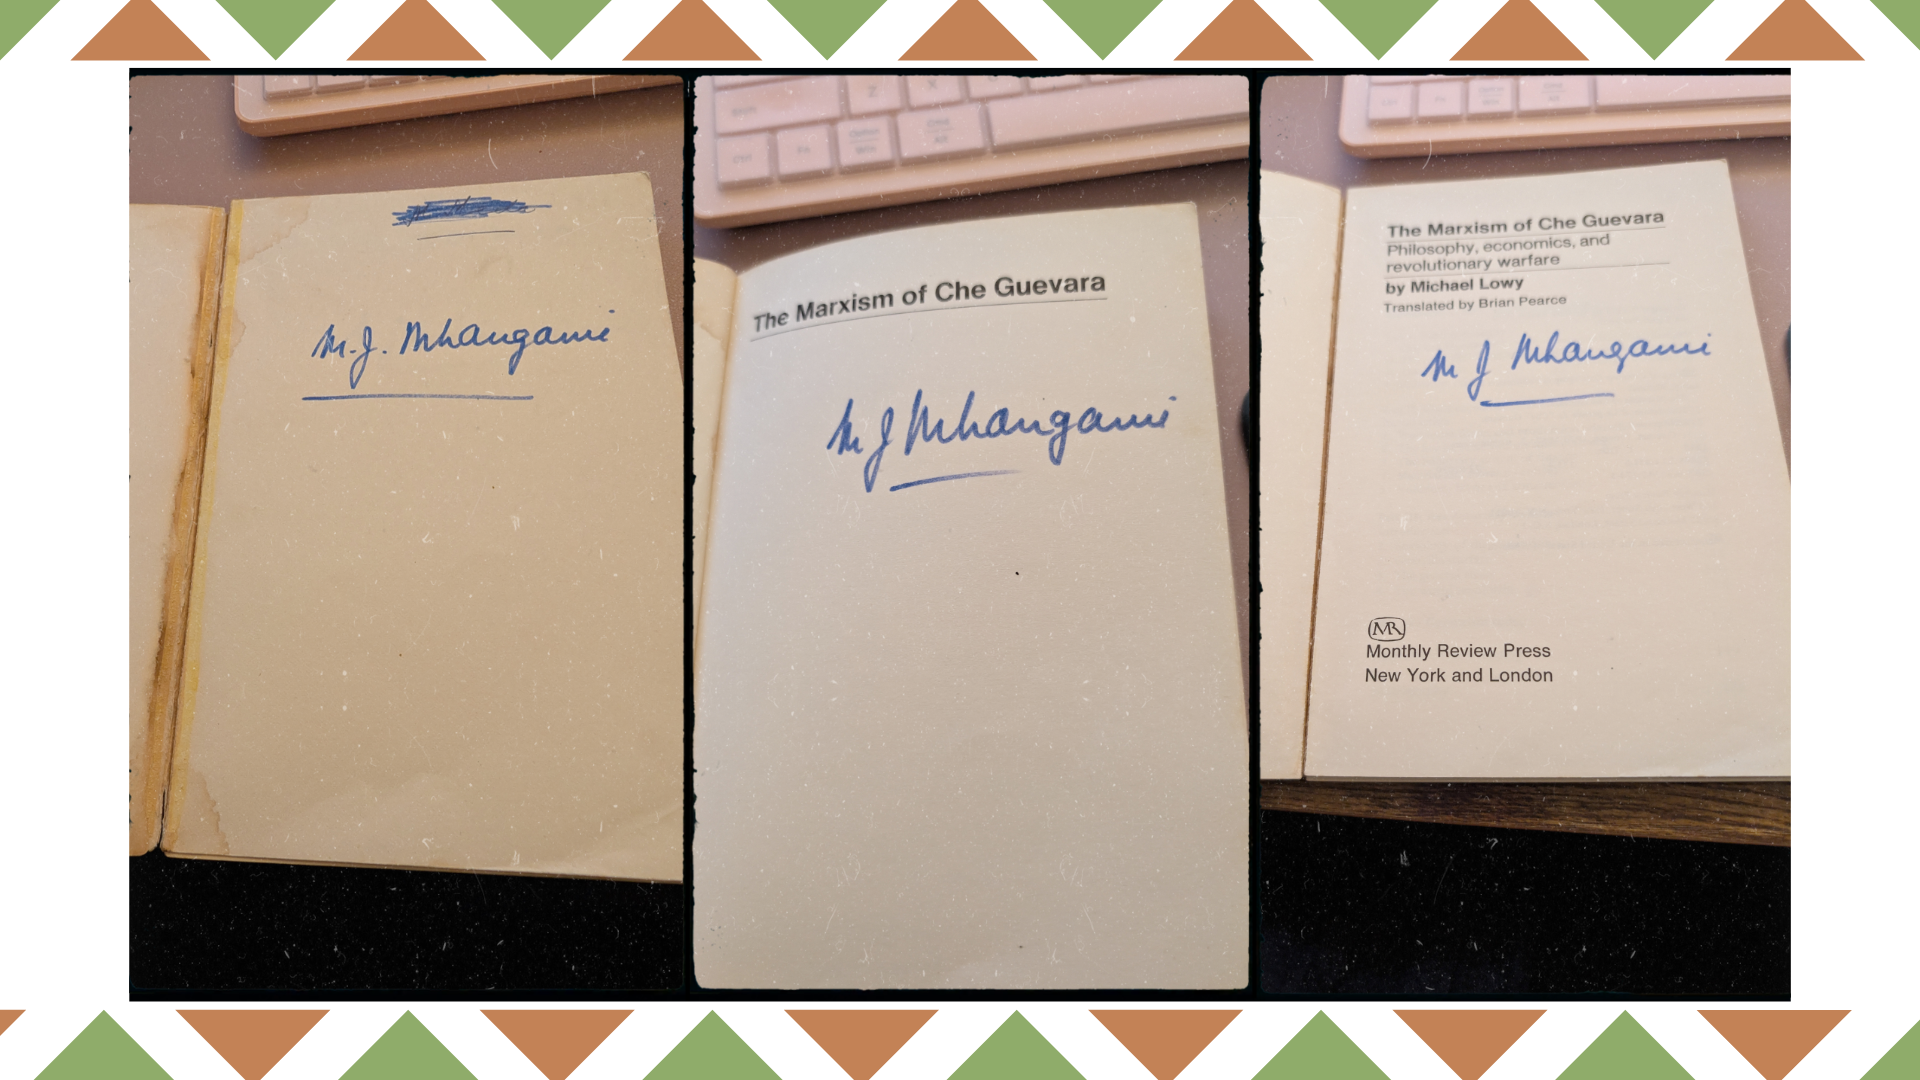 M.J. Mhangami
The Marxism of Che Guevara
M J Mhangami
The Marxism of Che Guevara
Philosophy, economics, and
revolutionary warfare
by Michael Lowy
Translated by Brian Pearce
M J Mhangami
MR
Monthly Review Press
New York and London